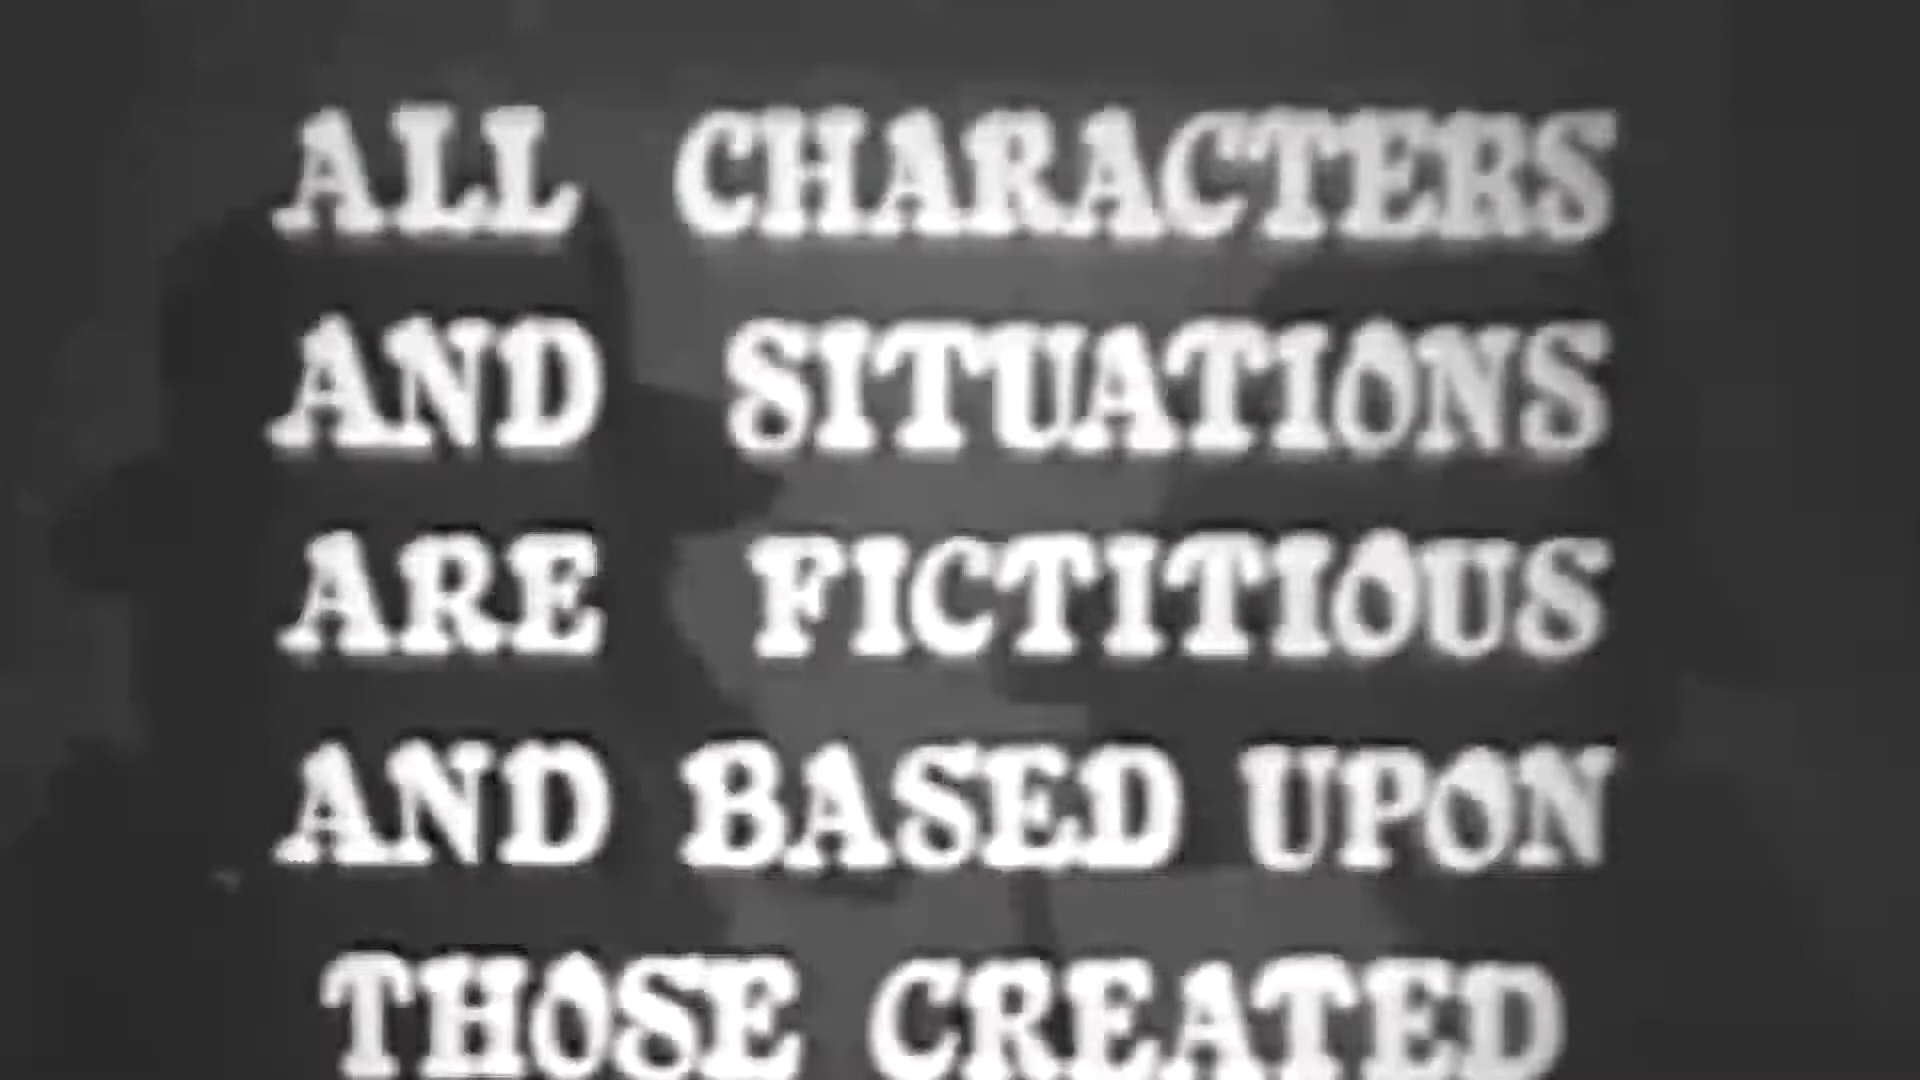 ALL CHARACTERS
AND SITUATIONS
ARE FICTITIOUS
AND BASED UPON
THOSE CREATED